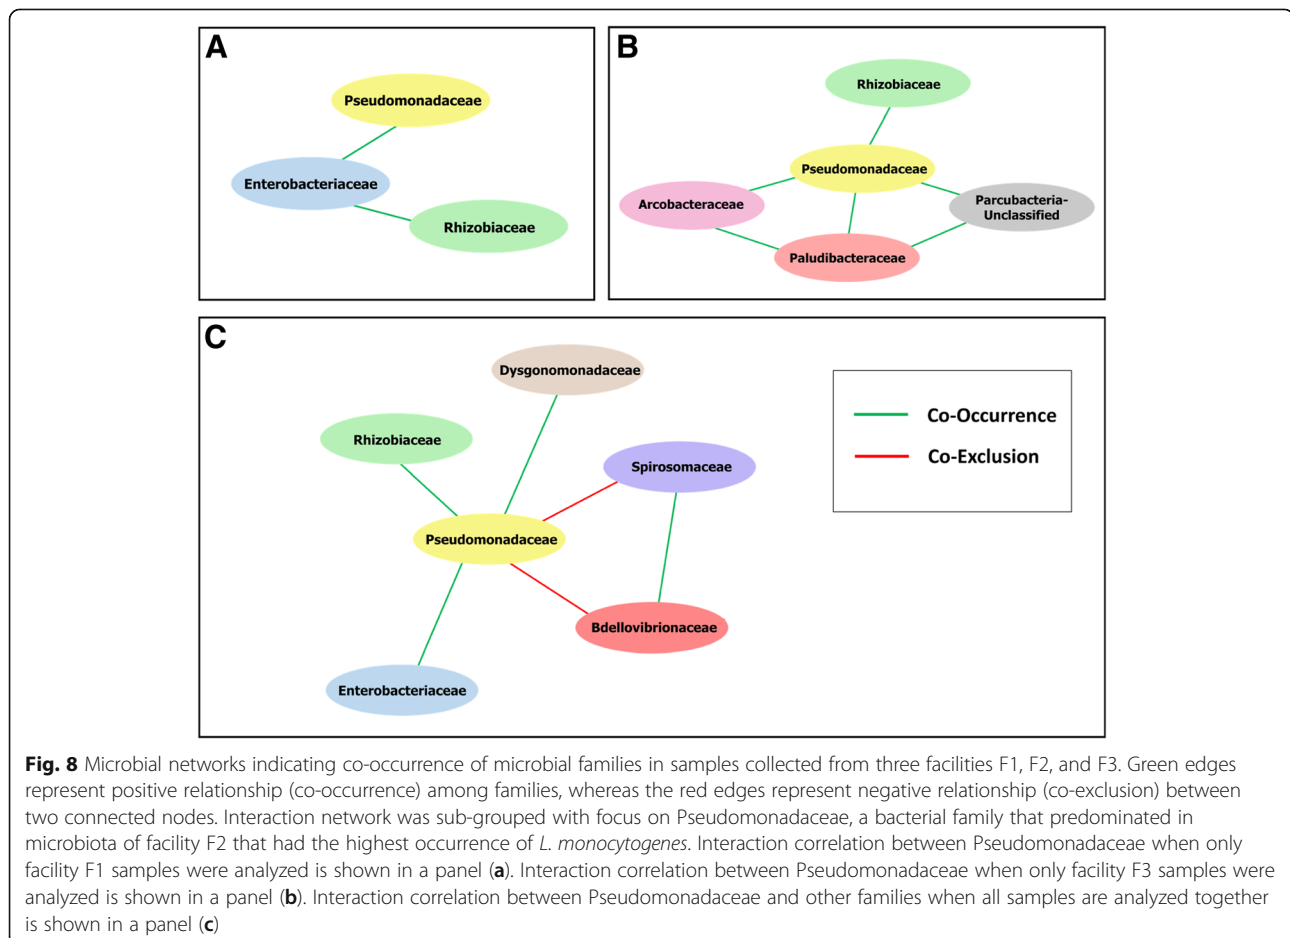 A
Pseudomonadaceae
Enterobacteriaceae
Rhizobiaceae
B
Rhizobiaceae
Pseudomonadaceae
Arcobacteraceae
Parcubacteria-
Unclassified
Paludibacteraceae
C
Dysgonomonadaceae
Rhizobiaceae
Spirosomaceae
Pseudomonadaceae
Bdellovibrionaceae
Enterobacteriaceae
Co-Occurrence
Co-Exclusion
Fig. 8 Microbial networks indicating co-occurrence of microbial families in samples collected from three facilities F1, F2, and F3. Green edges
represent positive relationship (co-occurrence) among families, whereas the red edges represent negative relationship (co-exclusion) between
two connected nodes. Interaction network was sub-grouped with focus on Pseudomonadaceae, a bacterial family that predominated in
microbiota of facility F2 that had the highest occurrence of L. monocytogenes. Interaction correlation between Pseudomonadaceae when only
facility F1 samples were analyzed is shown in a panel (a). Interaction correlation between Pseudomonadaceae when only facility F3 samples were
analyzed is shown in a panel (b). Interaction correlation between Pseudomonadaceae and other families when all samples are analyzed together
is shown in a panel (c)